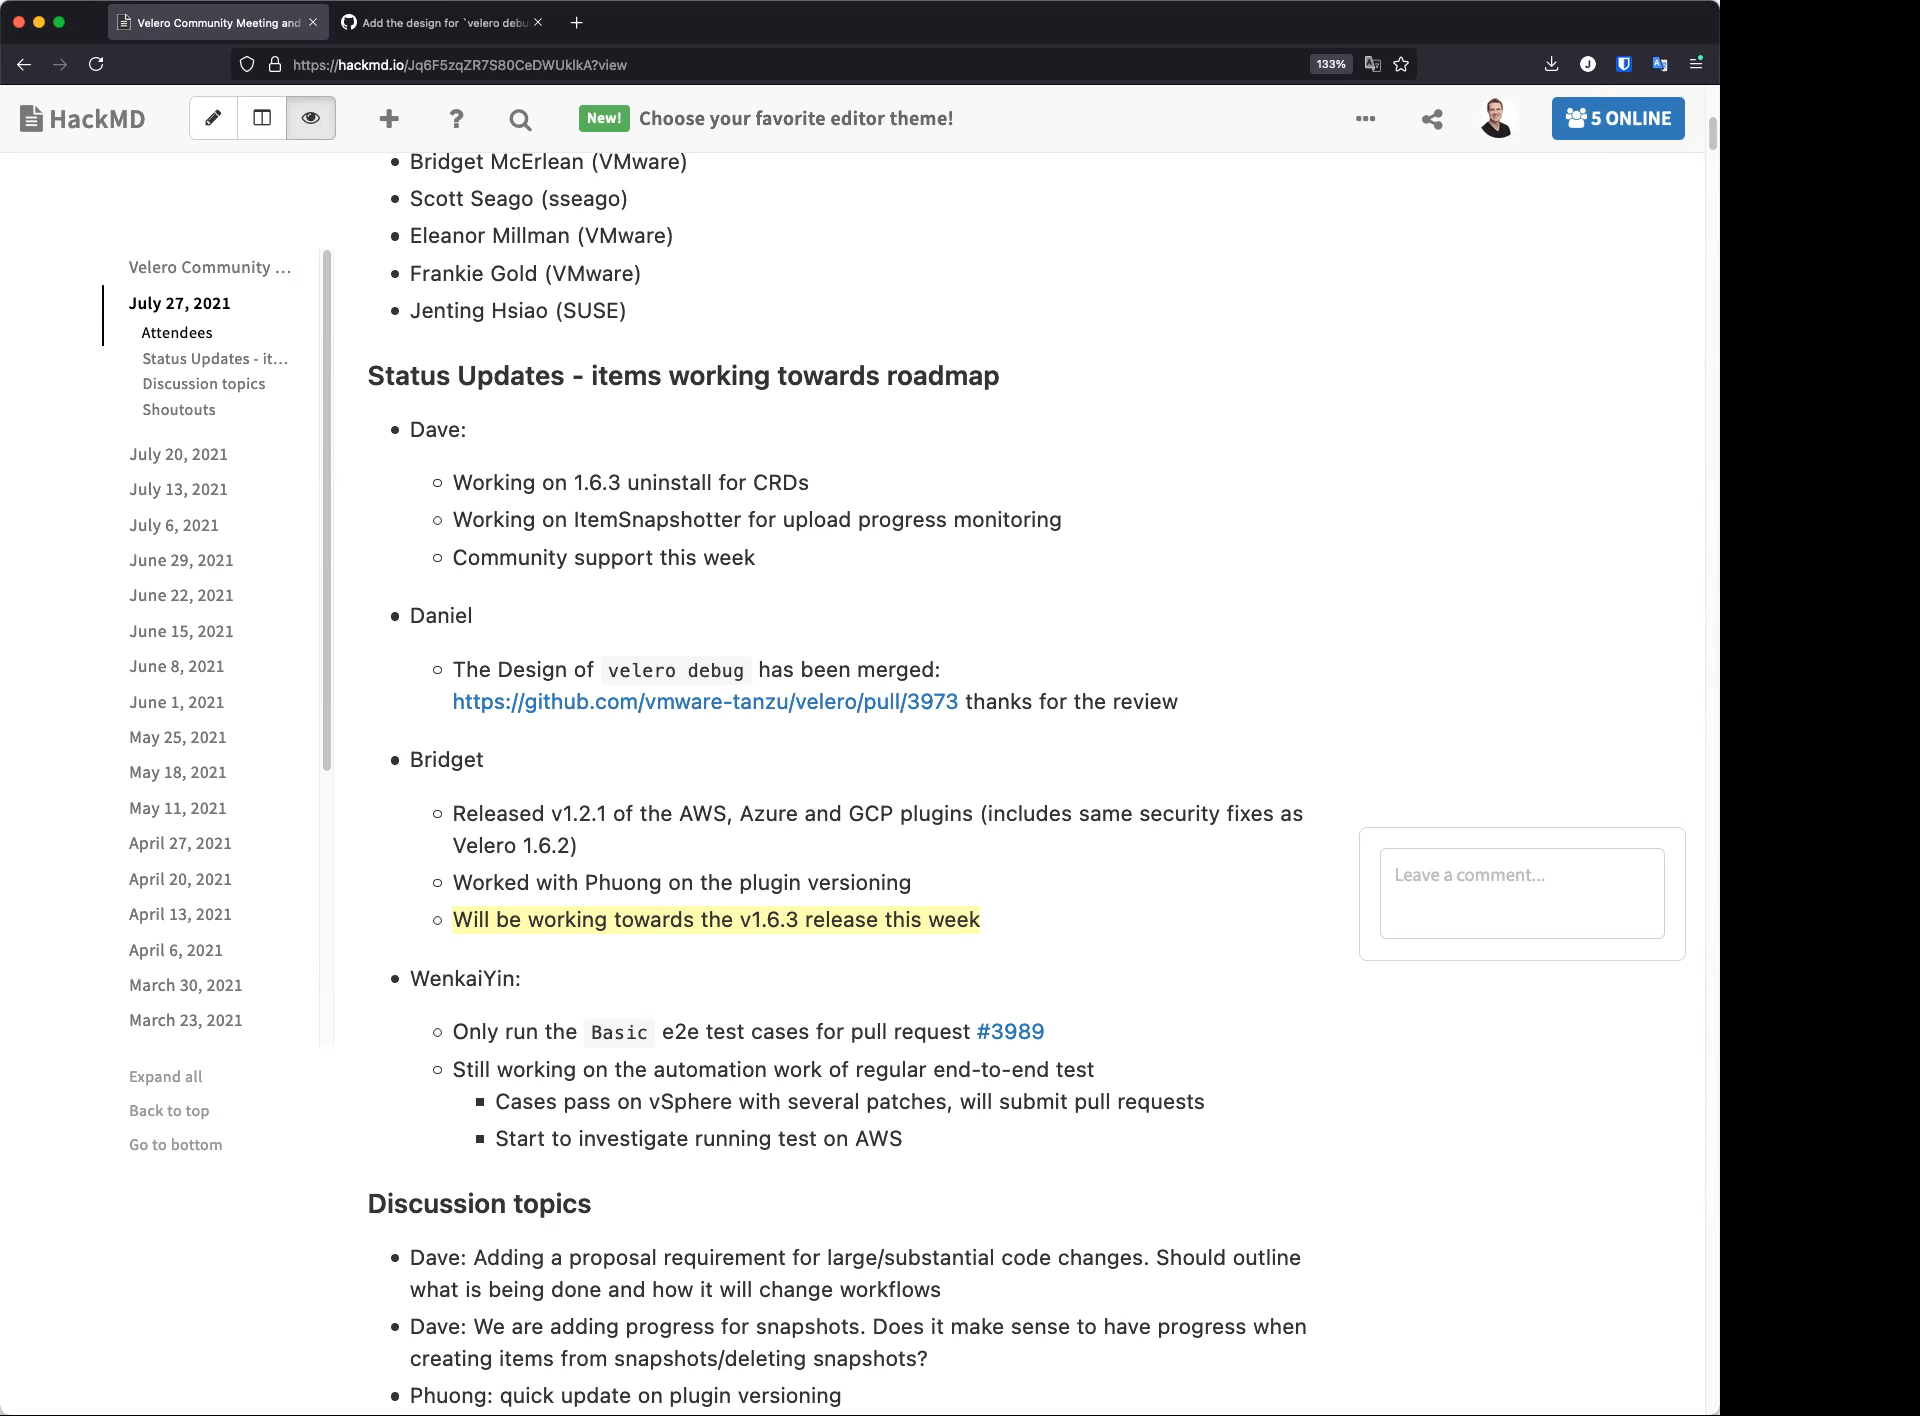 Velero Community Meeting and
Add the design for `velero debu
https://hackmd.io/Jq6F5zqZR7S80CeDWUklkA?view
133%
HackMD
New! Choose your favorite editor theme!
5 ONLINE
Velero Community ...
July 27, 2021
Attendees
Status Updates - it...
Discussion topics
Shoutouts
July 20, 2021
July 13, 2021
July 6, 2021
June 29, 2021
June 22, 2021
June 15, 2021
June 8, 2021
June 1, 2021
May 25, 2021
May 18, 2021
May 11, 2021
April 27, 2021
April 20, 2021
April 13, 2021
April 6, 2021
March 30, 2021
March 23, 2021
Expand all
Back to top
Go to bottom
Bridget McErlean (VMware)
Scott Seago (sseago)
Eleanor Millman (VMware)
Frankie Gold (VMware)
Jenting Hsiao (SUSE)
Status Updates - items working towards roadmap
Dave:
Working on 1.6.3 uninstall for CRDs
Working on ItemSnapshotter for upload progress monitoring
Community support this week
Daniel
The Design of velero debug has been merged:
https://github.com/vmware-tanzu/velero/pull/3973 thanks for the review
Bridget
Released v1.2.1 of the AWS, Azure and GCP plugins (includes same security fixes as
Velero 1.6.2)
Worked with Phuong on the plugin versioning
Will be working towards the v1.6.3 release this week
WenkaiYin:
Only run the Basic e2e test cases for pull request #3989
Still working on the automation work of regular end-to-end test
Cases pass on vSphere with several patches, will submit pull requests
Start to investigate running test on AWS
Discussion topics
Dave: Adding a proposal requirement for large/substantial code changes. Should outline
what is being done and how it will change workflows
Dave: We are adding progress for snapshots. Does it make sense to have progress when
creating items from snapshots/deleting snapshots?
Phuong: quick update on plugin versioning
Leave a comment...